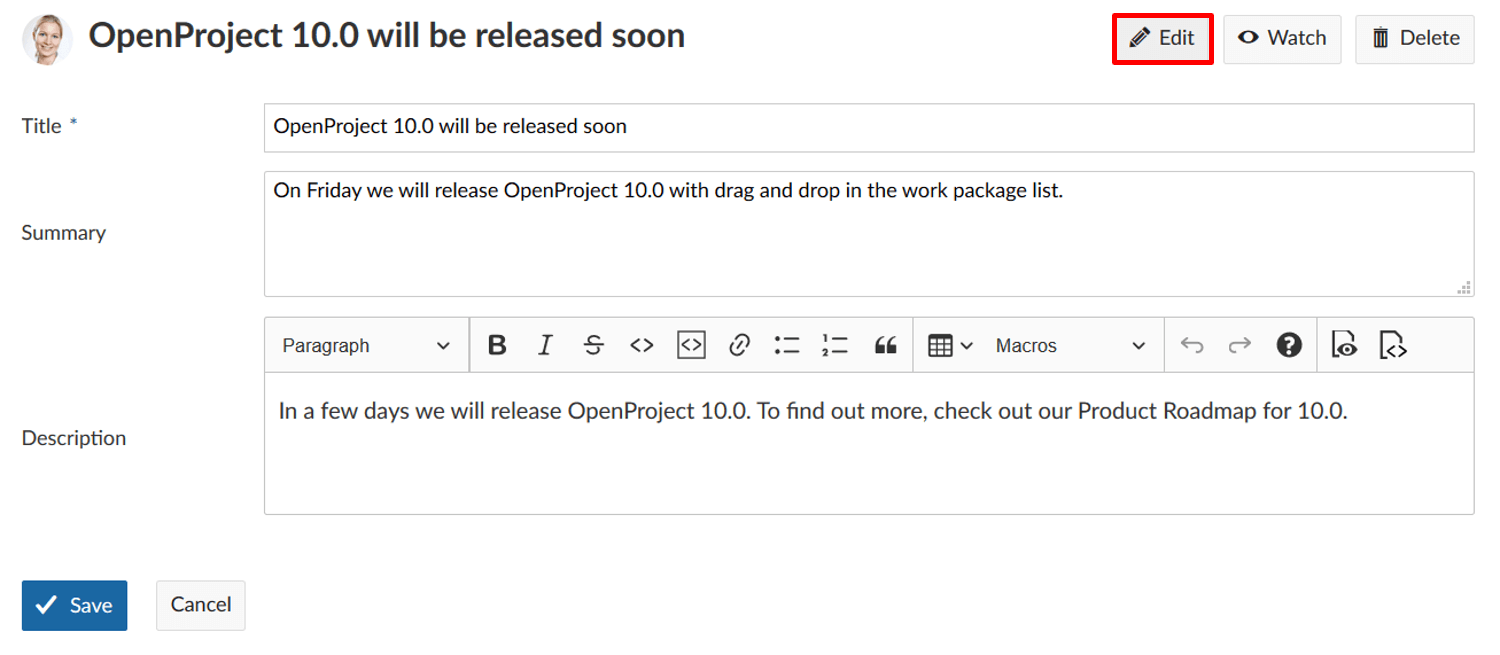 OpenProject 10.0 will be released soon
Edit
Watch
Delete
Title *
OpenProject 10.0 will be released soon
Summary
On Friday we will release OpenProject 10.0 with drag and drop in the work package list.
Paragraph
Macros
Description
In a few days we will release OpenProject 10.0. To find out more, check out our Product Roadmap for 10.0.
Save
Cancel